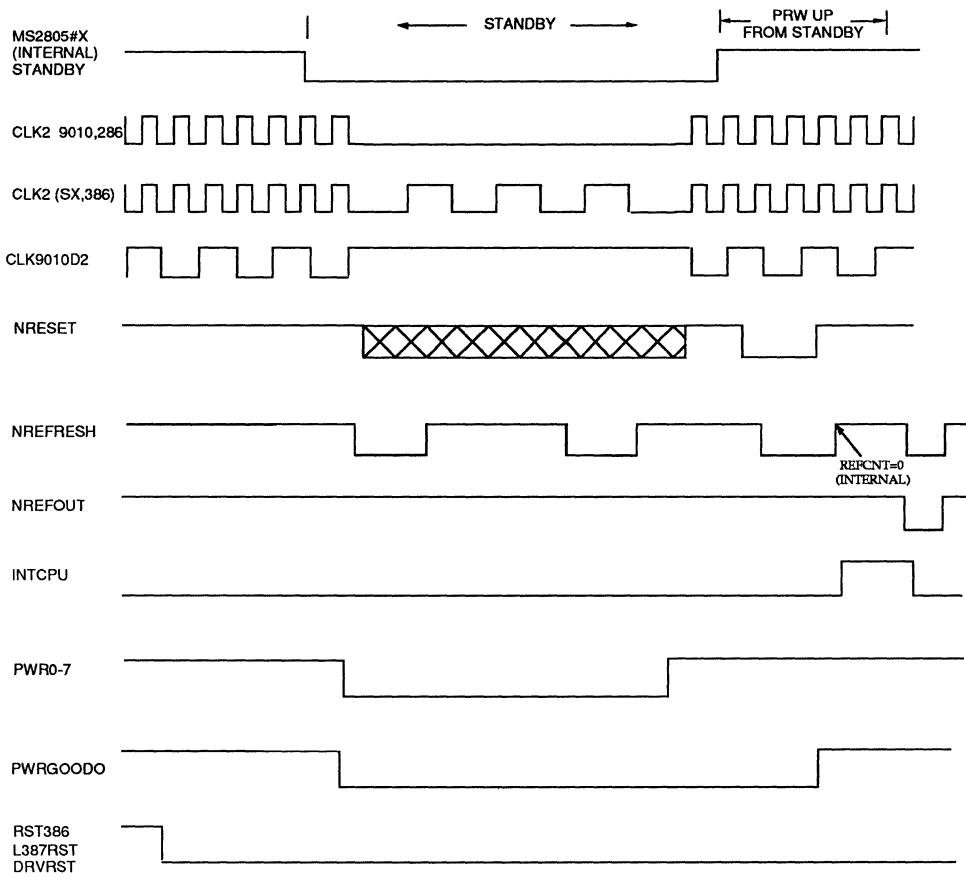 STANDBY
PRW UP
FROM STANDBY
MS2805#X
(INTERNAL)
STANDBY
CLK2 9010,286
CLK2 (SX,386)
CLK9010D2
NRESET
NREFRESH
REFCNT=0
(INTERNAL)
NREFOUT
INTCPU
PWR0-7
PWRGOODO
RST386
L387RST
DRVRST